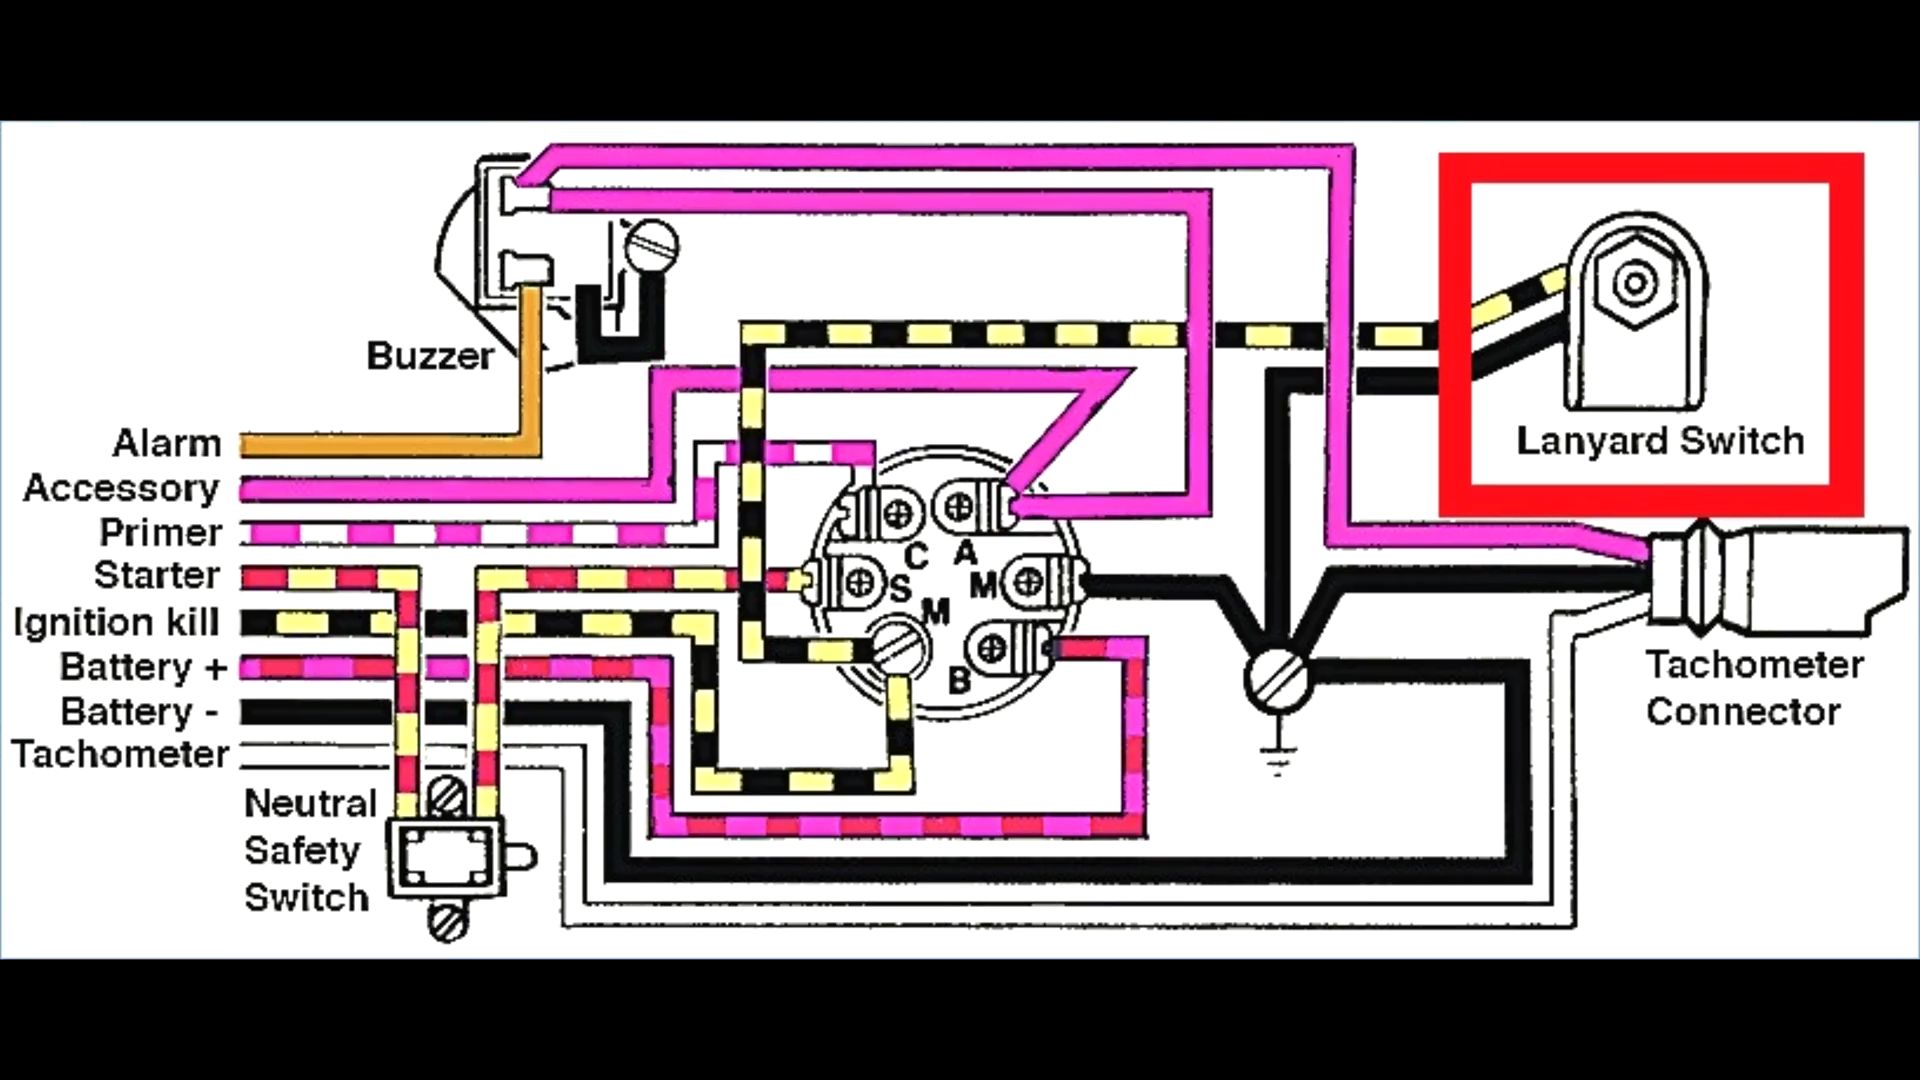 Buzzer
Alarm
Accessory
Primer
Starter
Ignition kill
Battery +
Battery -
Tachometer
Neutral
Safety
Switch
C
A
S
M
M
B
Lanyard Switch
Tachometer
Connector